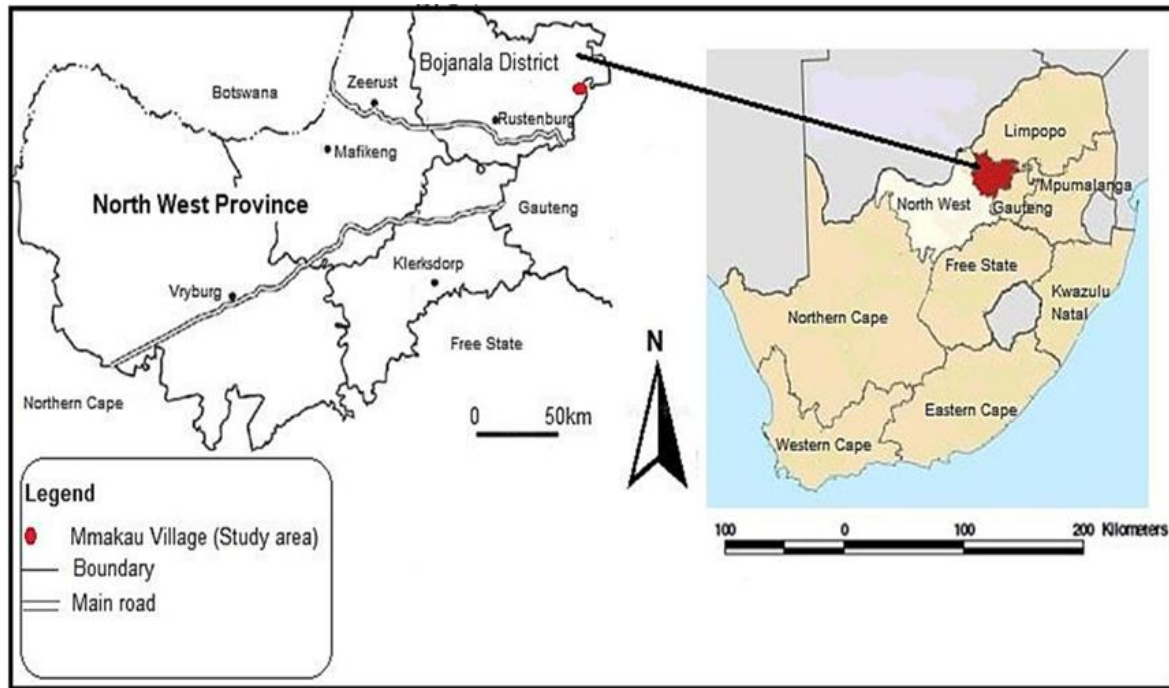 Bojanala District
Zeerust
Botswana
Rustenburg
Mafikeng
North West Province
Gauteng
Klerksdorp
Vryburg
Free State
Northern Cape
0 50km
N
Legend
Mmakau Village (Study area)
Boundary
Main road
Limpopo
Mpumalanga
North West
Gauteng
Free State
Kwazulu
Natal
Northern Cape
Eastern Cape
Western Cape
100 0 100 200 Kilometers